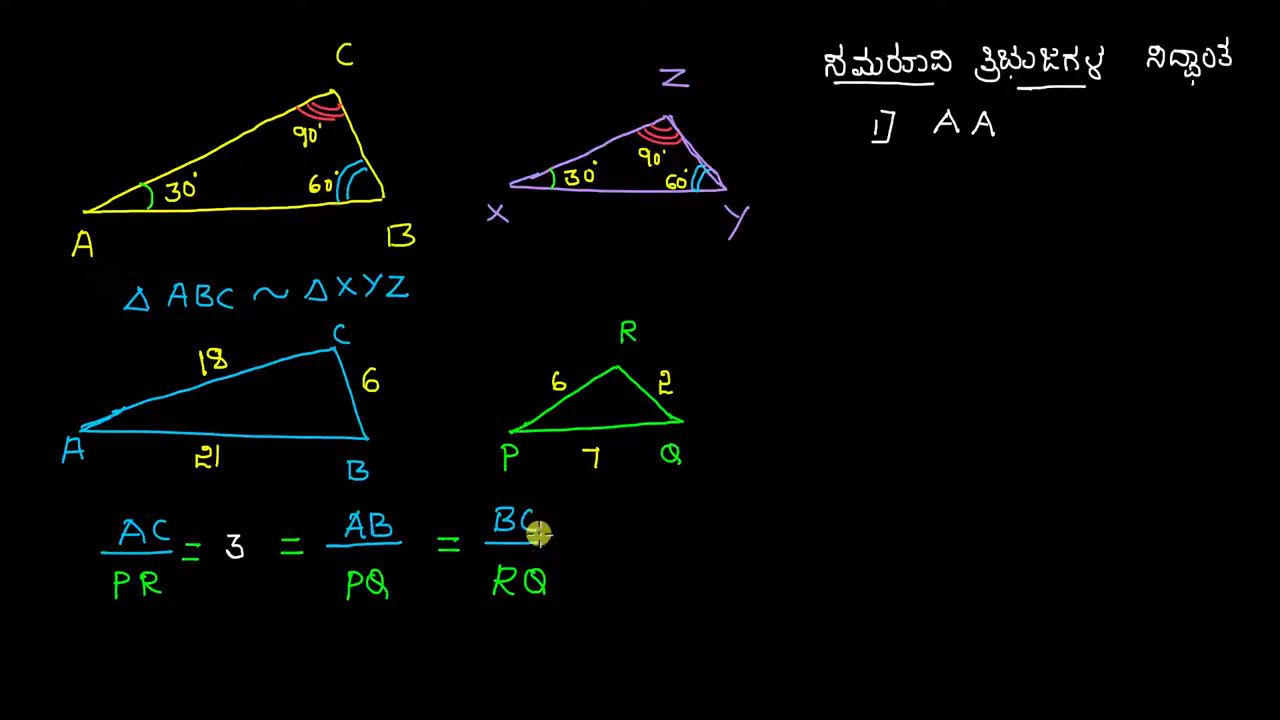 ಸಮರೂಪಿ ತ್ರಿಭುಜಗಳ ಸಿದ್ಧಾಂತ
1] AA
C
90°
30°
60°
A
B
Z
90°
30°
60°
X
Y
△ ABC ~ △XYZ
C
18
6
A
21
B
R
6
2
P
7
Q
AC/PR = 3 = AB/PQ = BC/RQ